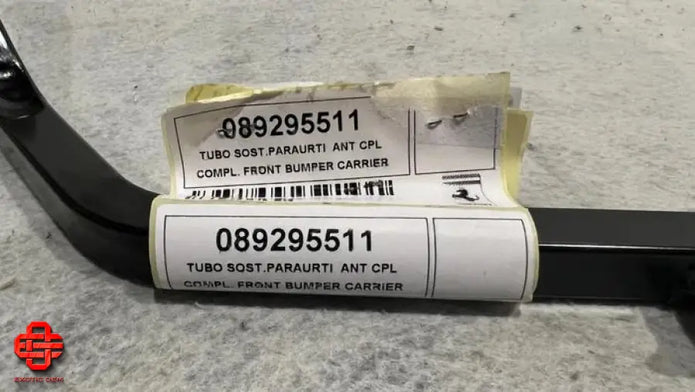 089295511
TUBO SOST.PARAURTI ANT CPL
COMPL. FRONT BUMPER CARRIER
089295511
TUBO SOST.PARAURTI ANT CPL
COMPL. FRONT BUMPER CARRIER